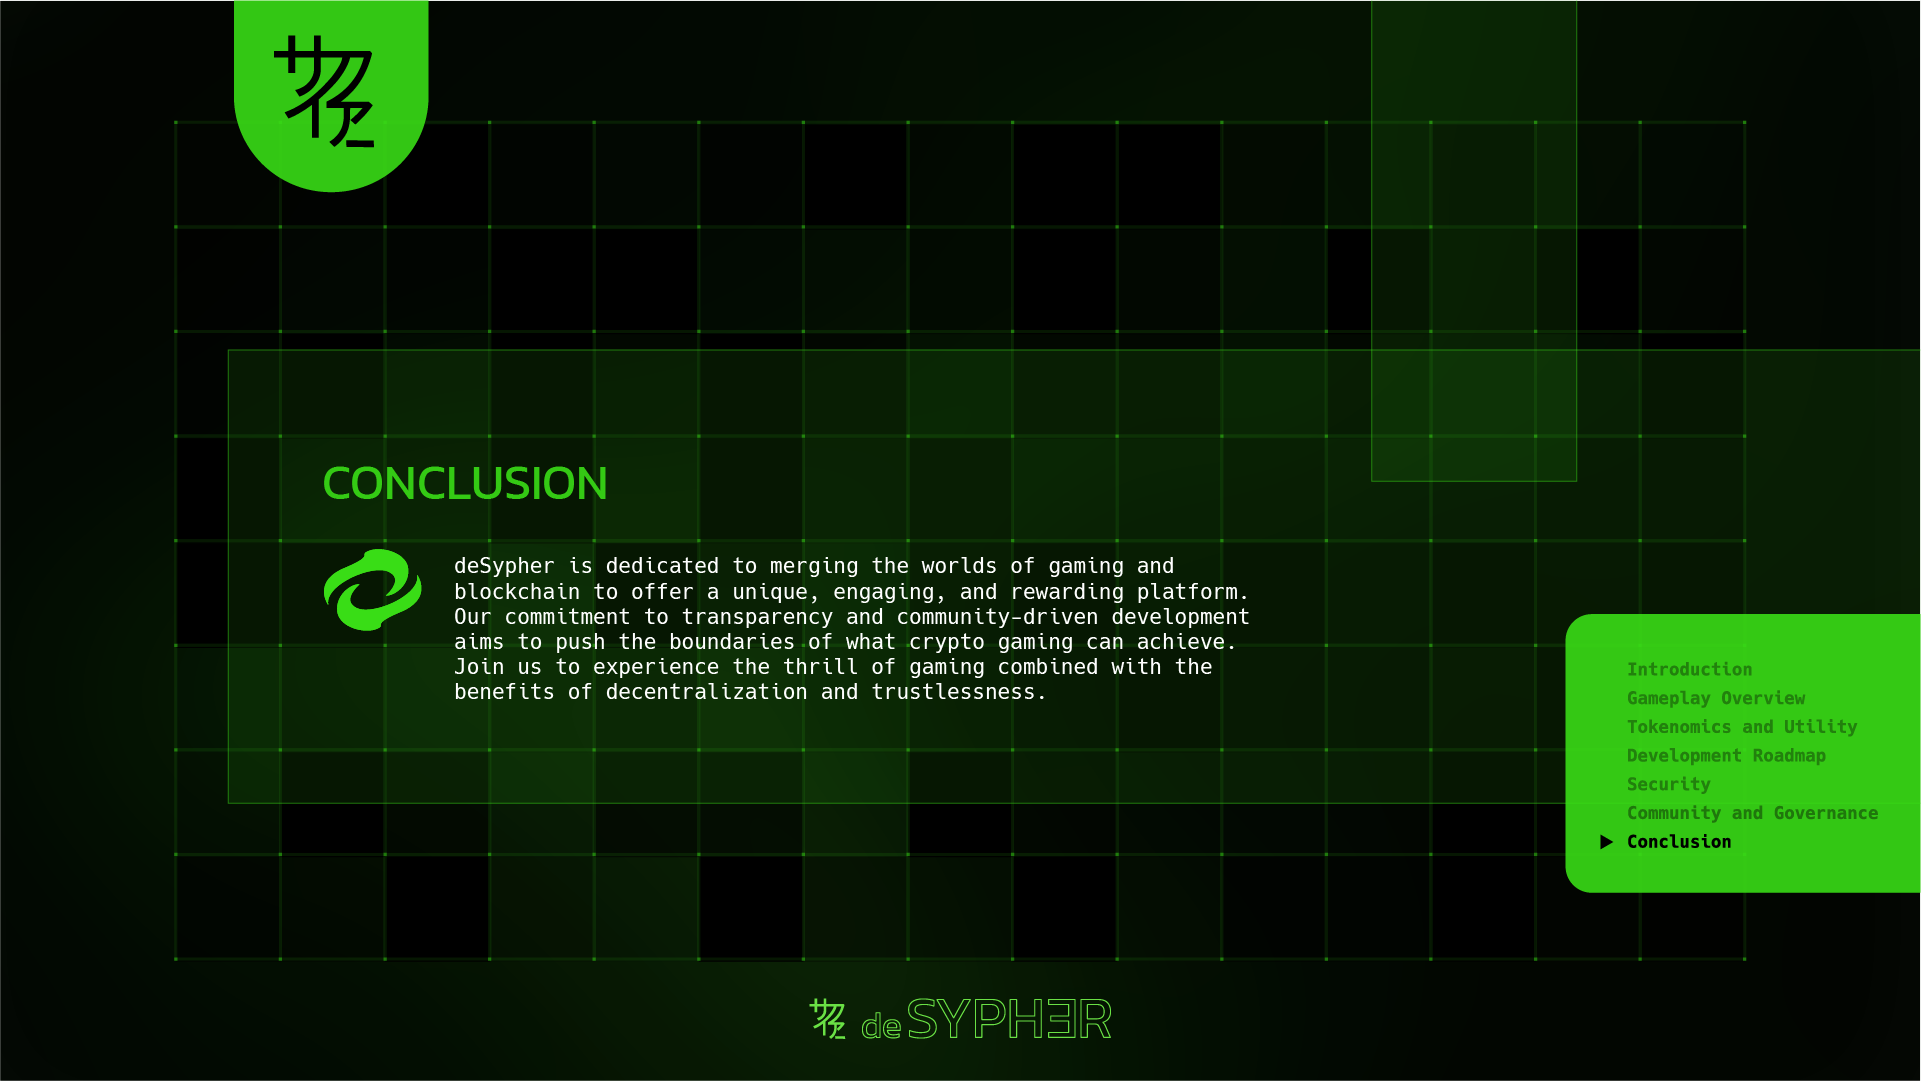 CONCLUSION
deSypher is dedicated to merging the worlds of gaming and
blockchain to offer a unique, engaging, and rewarding platform.
Our commitment to transparency and community-driven development
aims to push the boundaries of what crypto gaming can achieve.
Join us to experience the thrill of gaming combined with the
benefits of decentralization and trustlessness.
Introduction
Gameplay Overview
Tokenomics and Utility
Development Roadmap
Security
Community and Governance
Conclusion
deSYPHƎR